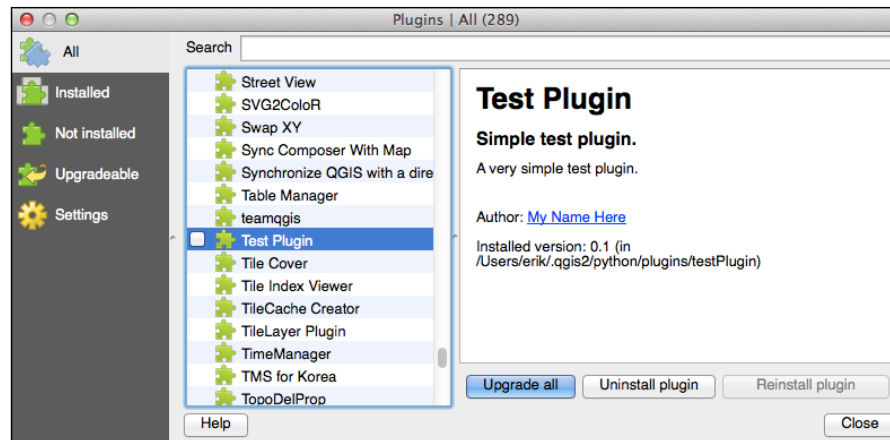 Plugins | All (289)
All
Installed
Not installed
Upgradeable
Settings
Search
Street View
SVG2ColoR
Swap XY
Sync Composer With Map
Synchronize QGIS with a dire
Table Manager
teamqgis
Test Plugin
Tile Cover
Tile Index Viewer
TileCache Creator
TileLayer Plugin
TimeManager
TMS for Korea
TopoDelProp
Test Plugin
Simple test plugin.
A very simple test plugin.
Author: My Name Here
Installed version: 0.1 (in
/Users/erik/.qgis2/python/plugins/testPlugin)
Upgrade all
Uninstall plugin
Reinstall plugin
Help
Close